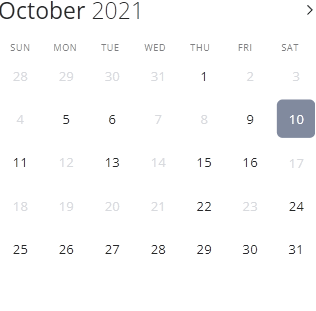 October 2021
SUN MON TUE WED THU FRI SAT
28 29 30 31 1 2 3
4 5 6 7 8 9 10
11 12 13 14 15 16 17
18 19 20 21 22 23 24
25 26 27 28 29 30 31